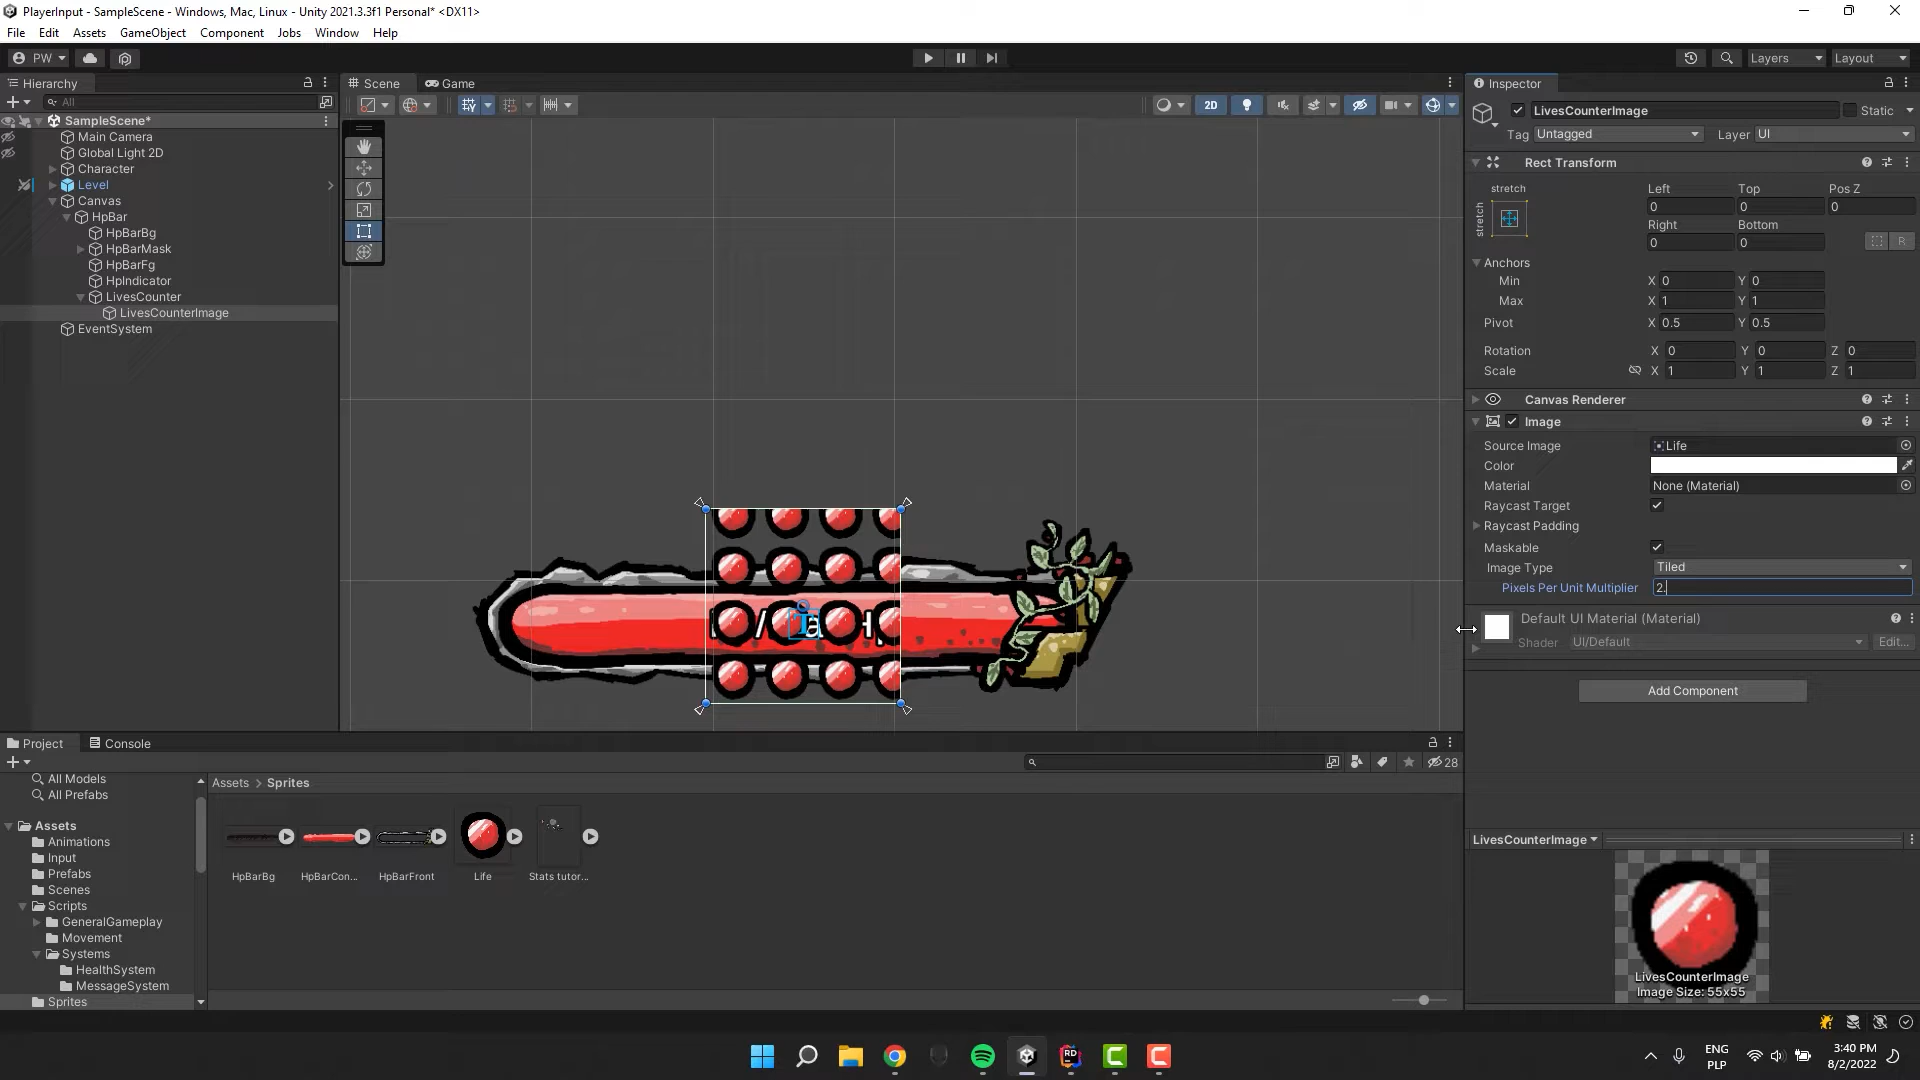 PlayerInput - SampleScene - Windows, Mac, Linux - Unity 2021.3.3f1 Personal* <DX11>
File Edit Assets GameObject Component Jobs Window Help
PW
Layers Layout
Hierarchy
All
SampleScene*
Main Camera
Global Light 2D
Character
Level
Canvas
HpBar
HpBarBg
HpBarMask
HpBarFg
HpIndicator
LivesCounter
LivesCounterImage
EventSystem
Scene Game
2D
Inspector
LivesCounterImage Static
Tag Untagged Layer UI
Rect Transform
stretch
stretch
Left Top Pos Z
0 0 0
Right Bottom
0 0 R
Anchors
Min X 0 Y 0
Max X 1 Y 1
Pivot X 0.5 Y 0.5
Rotation X 0 Y 0 Z 0
Scale X 1 Y 1 Z 1
Canvas Renderer
Image
Source Image Life
Color
Material None (Material)
Raycast Target
Raycast Padding
Maskable
Image Type Tiled
Pixels Per Unit Multiplier 2.
Default UI Material (Material)
Shader UI/Default Edit...
Add Component
Project Console
28
All Models
All Prefabs
Assets
Animations
Input
Prefabs
Scenes
Scripts
GeneralGameplay
Movement
Systems
HealthSystem
MessageSystem
Sprites
Assets > Sprites
HpBarBg HpBarCon... HpBarFront Life Stats tutor...
LivesCounterImage
LivesCounterImage
Image Size: 55x55
ENG
PLP
3:40 PM
8/2/2022